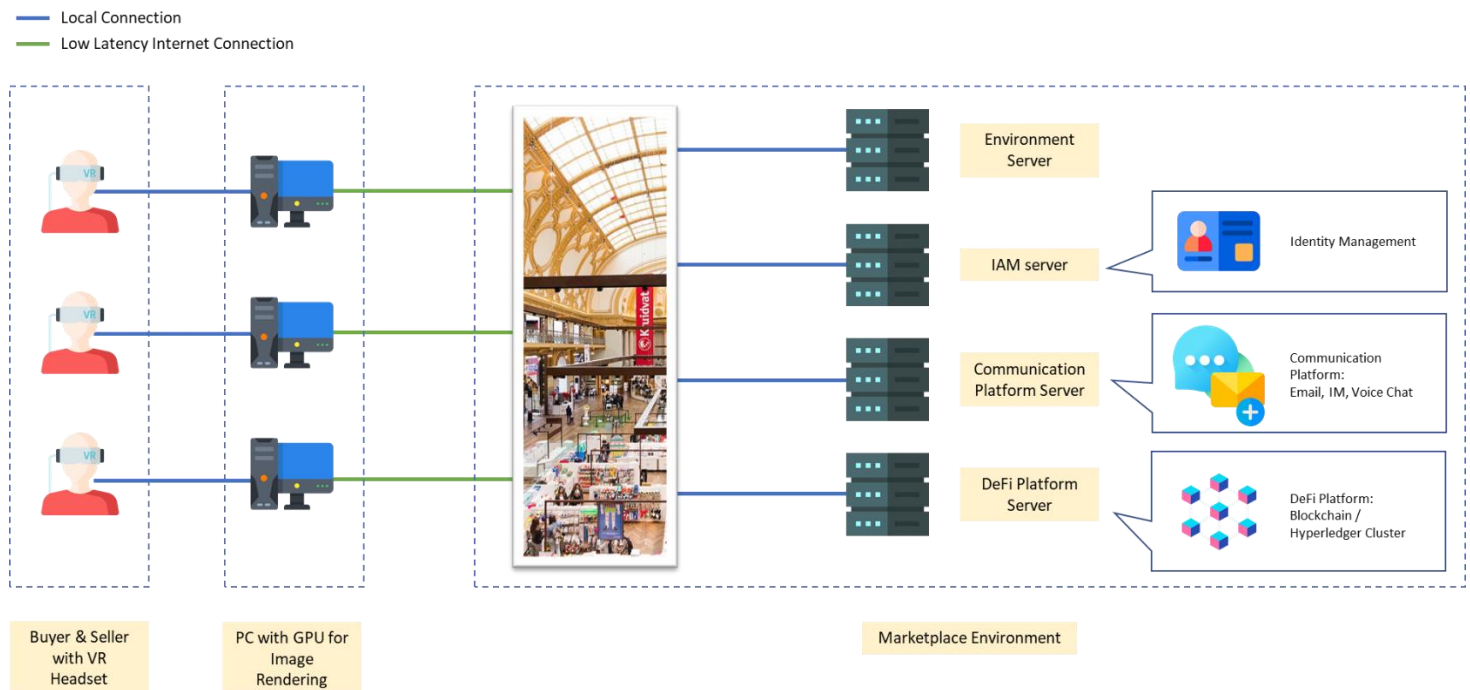 Local Connection
Low Latency Internet Connection
VR
VR
VR
Kruidvat
Environment
Server
IAM server
Identity Management
Communication
Platform Server
Communication
Platform:
Email, IM, Voice Chat
DeFi Platform
Server
DeFi Platform:
Blockchain /
Hyperledger Cluster
Buyer & Seller
with VR
Headset
PC with GPU for
Image
Rendering
Marketplace Environment